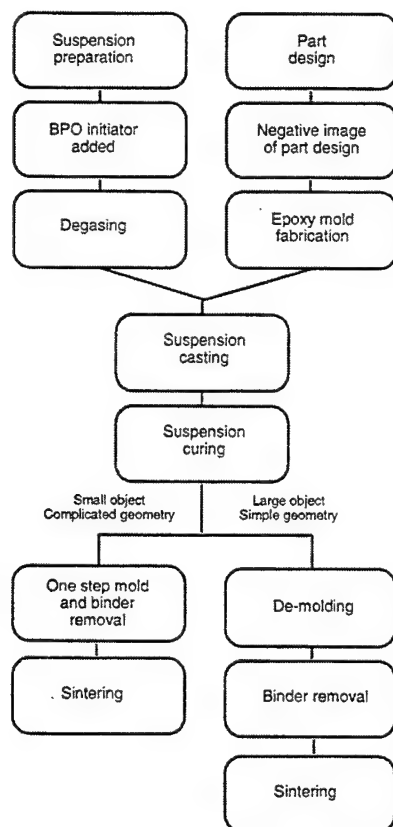 Suspension
preparation
Part
design
BPO initiator
added
Negative image
of part design
Degasing
Epoxy mold
fabrication
Suspension
casting
Suspension
curing
Small object
Complicated geometry
Large object
Simple geometry
One step mold
and binder
removal
De-molding
Sintering
Binder removal
Sintering